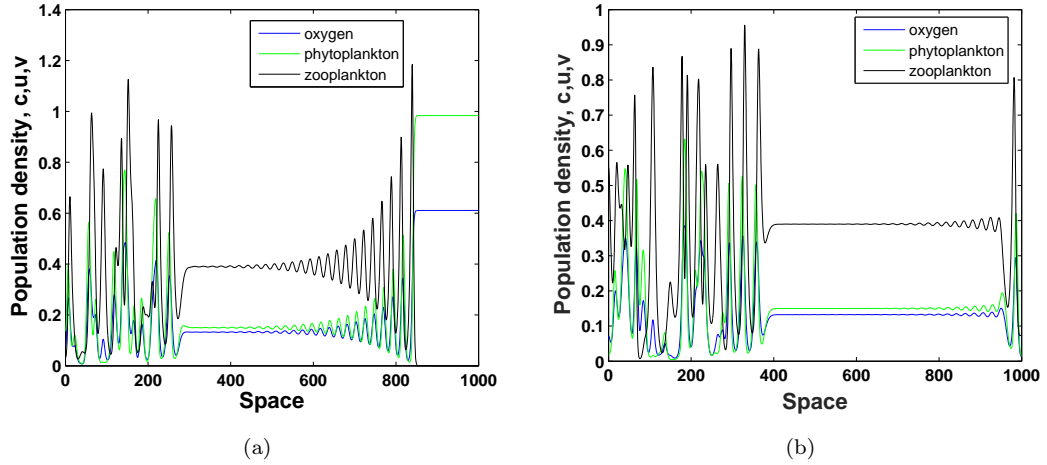 oxygen
phytoplankton
zooplankton
Population density, c,u,v
1.4
1.2
1
0.8
0.6
0.4
0.2
0
0 200 400 600 800 1000
Space
(a)
oxygen
phytoplankton
zooplankton
Population density, c,u,v
1
0.9
0.8
0.7
0.6
0.5
0.4
0.3
0.2
0.1
0
0 200 400 600 800 1000
Space
(b)